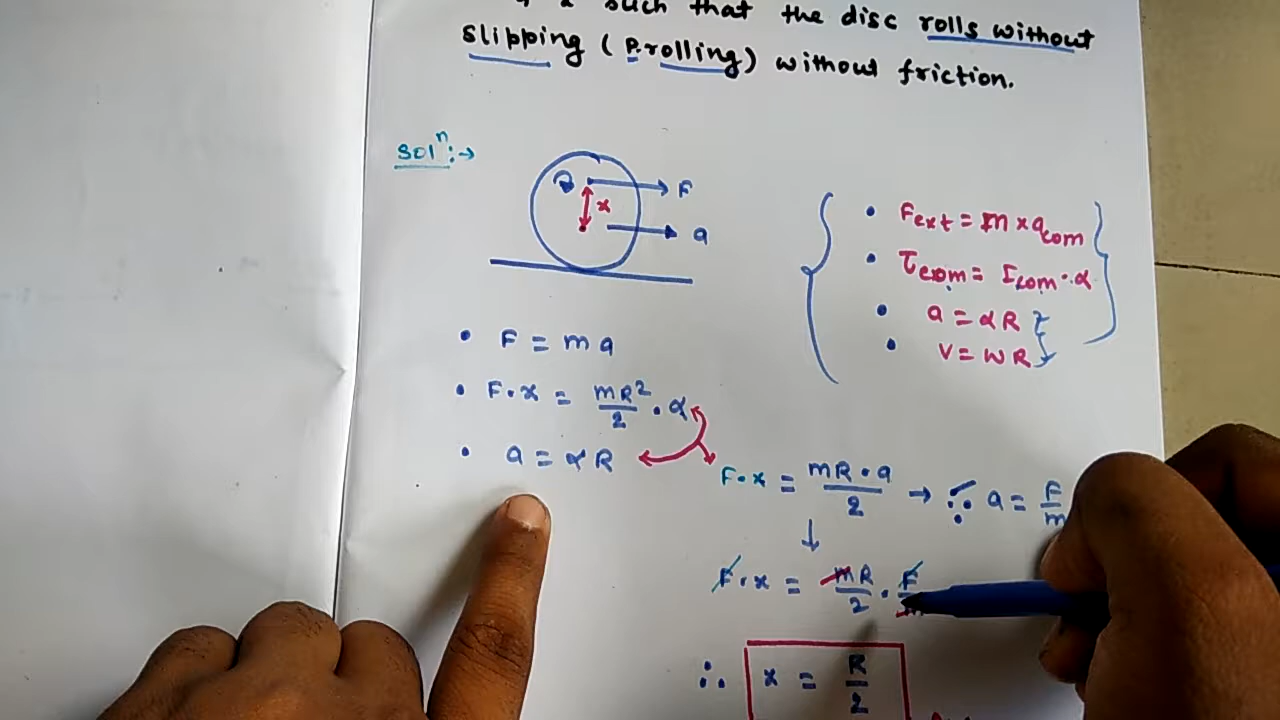 such that the disc rolls without
slipping (P.rolling) without friction.
Solⁿ:→
R F
x
a
• Fext = m × acom
• τcom = Icom . α
• a = αR
• v = wR
• F = ma
• F.x = mR²/2 . α
• a = αR
F.x = mR.a/2 → ∵ a = F/m
↓
F.x = mR/2 . F/m
∴ x = R/2